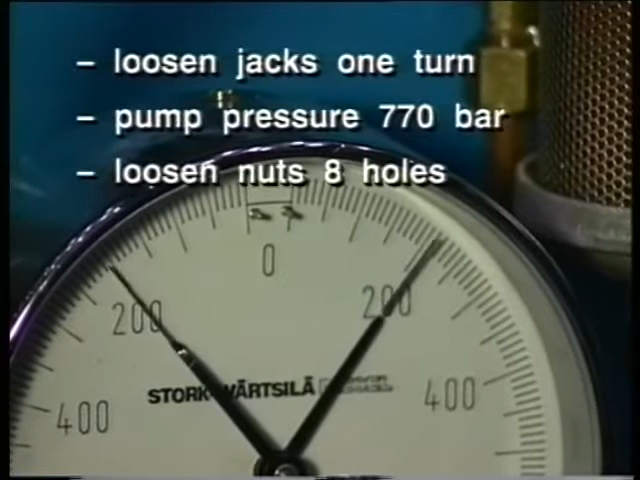 – loosen jacks one turn
– pump pressure 770 bar
– loosen nuts 8 holes
0
200
200
STORK-WÄRTSILÄ
400
400